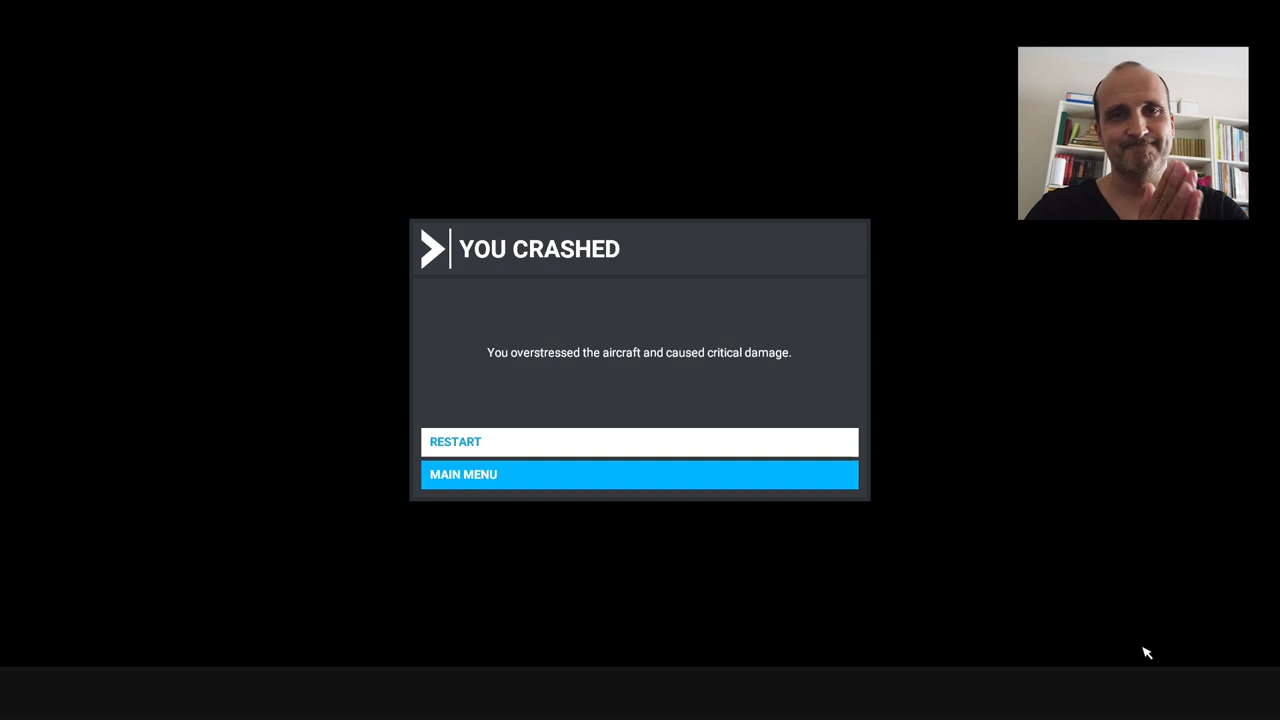 YOU CRASHED
You overstressed the aircraft and caused critical damage.
RESTART
MAIN MENU